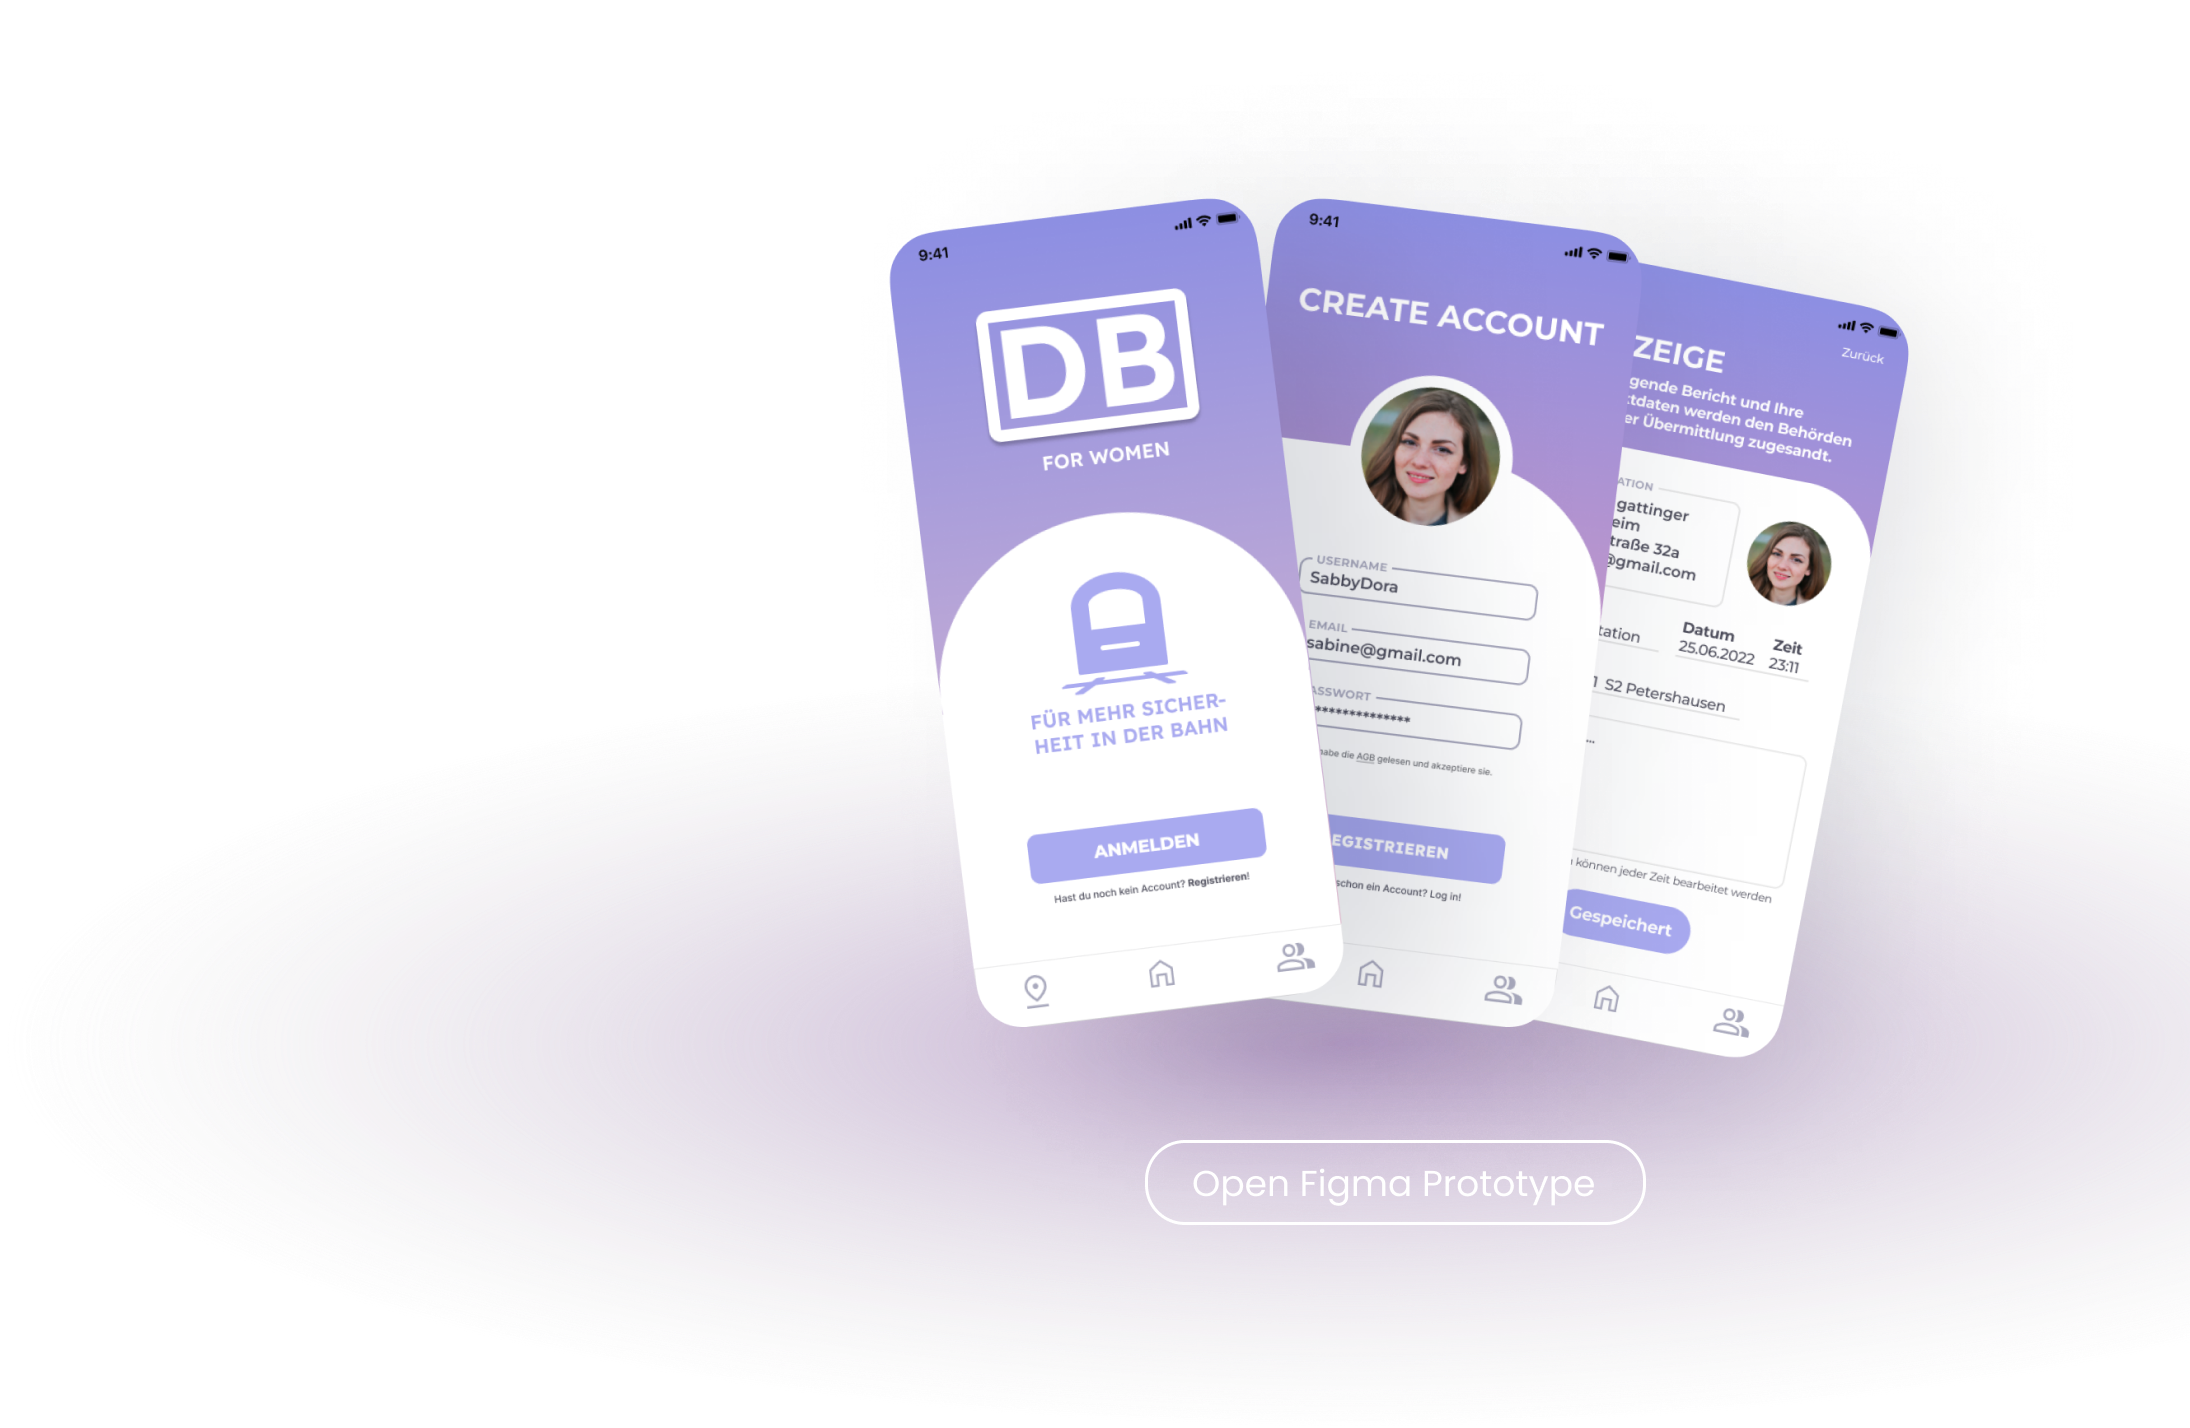 9:41
DB
FOR WOMEN
FÜR MEHR SICHER-
HEIT IN DER BAHN
ANMELDEN
Hast du noch kein Account? Registrieren!
9:41
CREATE ACCOUNT
USERNAME
SabbyDora
EMAIL
sabine@gmail.com
ASSWORT
**************
habe die AGB gelesen und akzeptiere sie.
EGISTRIEREN
schon ein Account? Log in!
Zurück
ZEIGE
gende Bericht und Ihre
tdaten werden den Behörden
er Übermittlung zugesandt.
ATION
gattinger
eim
traße 32a
@gmail.com
tation
Datum
25.06.2022
Zeit
23:11
1 S2 Petershausen
...
können jeder Zeit bearbeitet werden
Gespeichert
Open Figma Prototype